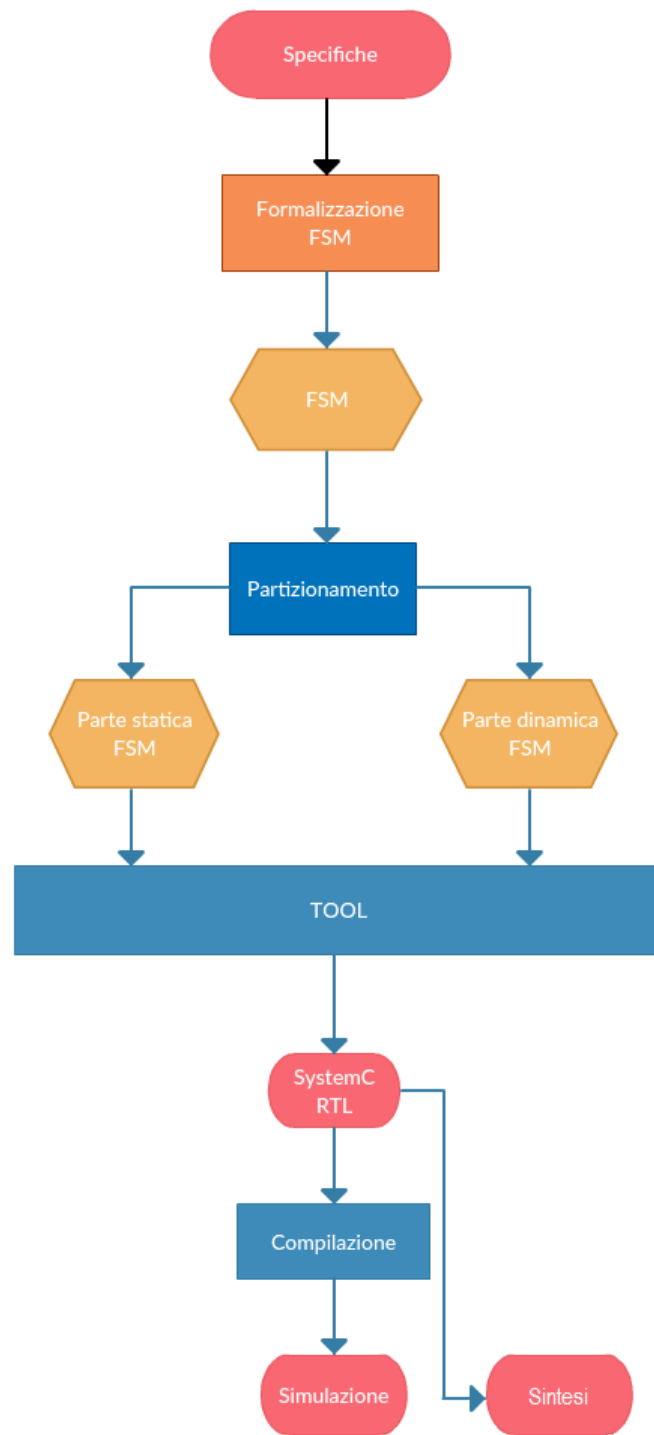 Specifiche
Formalizzazione
FSM
FSM
Partizionamento
Parte statica
FSM
Parte dinamica
FSM
TOOL
SystemC
RTL
Compilazione
Simulazione
Sintesi